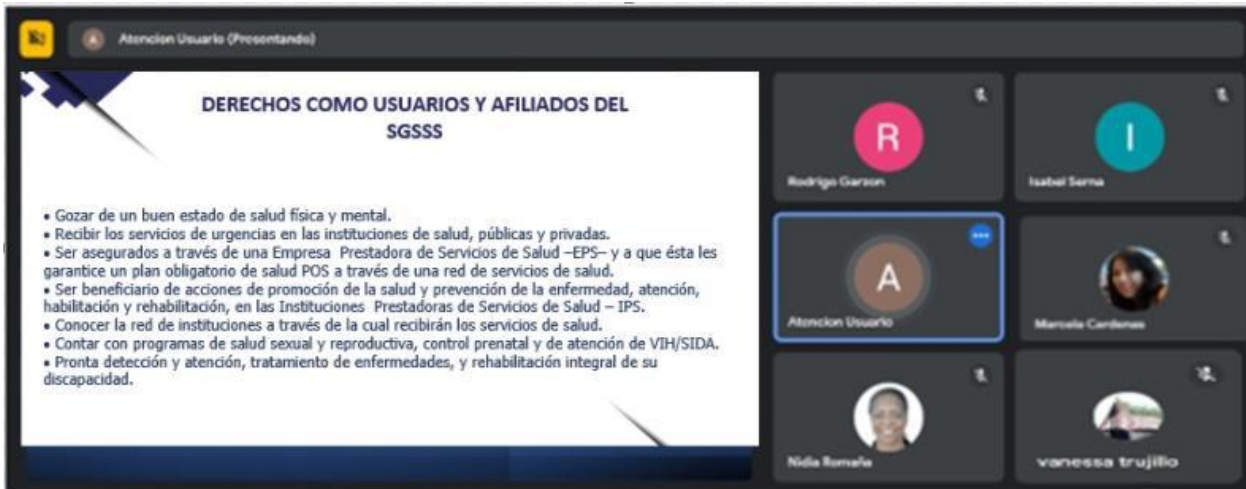 Atencion Usuario (Presentando)
DERECHOS COMO USUARIOS Y AFILIADOS DEL
SGSSS
• Gozar de un buen estado de salud física y mental.
• Recibir los servicios de urgencias en las instituciones de salud, públicas y privadas.
• Ser asegurados a través de una Empresa Prestadora de Servicios de Salud –EPS– y a que ésta les
garantice un plan obligatorio de salud POS a través de una red de servicios de salud.
• Ser beneficiario de acciones de promoción de la salud y prevención de la enfermedad, atención,
habilitación y rehabilitación, en las Instituciones Prestadoras de Servicios de Salud – IPS.
• Conocer la red de instituciones a través de la cual recibirán los servicios de salud.
• Contar con programas de salud sexual y reproductiva, control prenatal y de atención de VIH/SIDA.
• Pronta detección y atención, tratamiento de enfermedades, y rehabilitación integral de su
discapacidad.
R
Rodrigo Garzon
I
Isabel Serna
A
Atencion Usuario
Marcela Cardenas
Nidia Romaña
vanessa trujillo